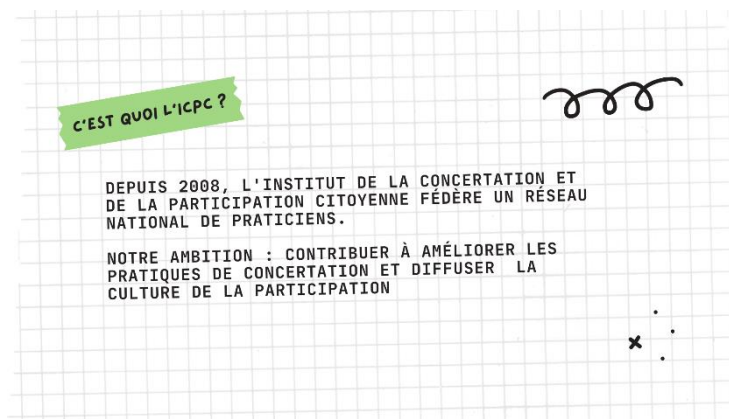 C'EST QUOI L'ICPC ?
DEPUIS 2008, L'INSTITUT DE LA CONCERTATION ET
DE LA PARTICIPATION CITOYENNE FÉDÈRE UN RÉSEAU
NATIONAL DE PRATICIENS.
NOTRE AMBITION : CONTRIBUER À AMÉLIORER LES
PRATIQUES DE CONCERTATION ET DIFFUSER LA
CULTURE DE LA PARTICIPATION